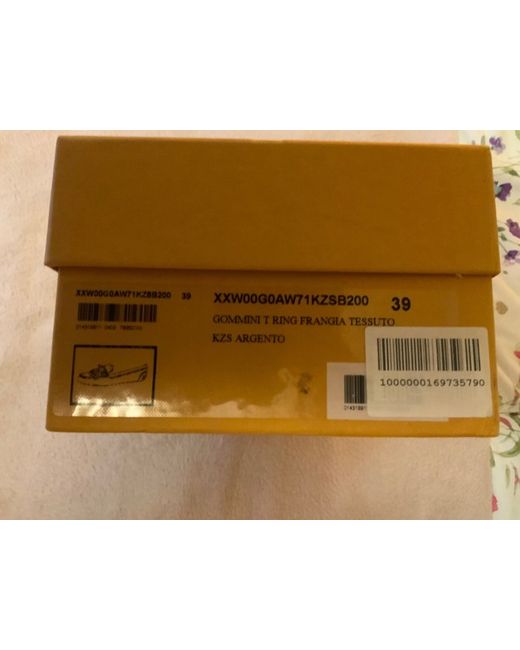 XXW00G0AW71KZSB200 39
XXW00G0AW71KZSB200 39
GOMMINI T RING FRANGIA TESSUTO
KZS ARGENTO
1000000169735790